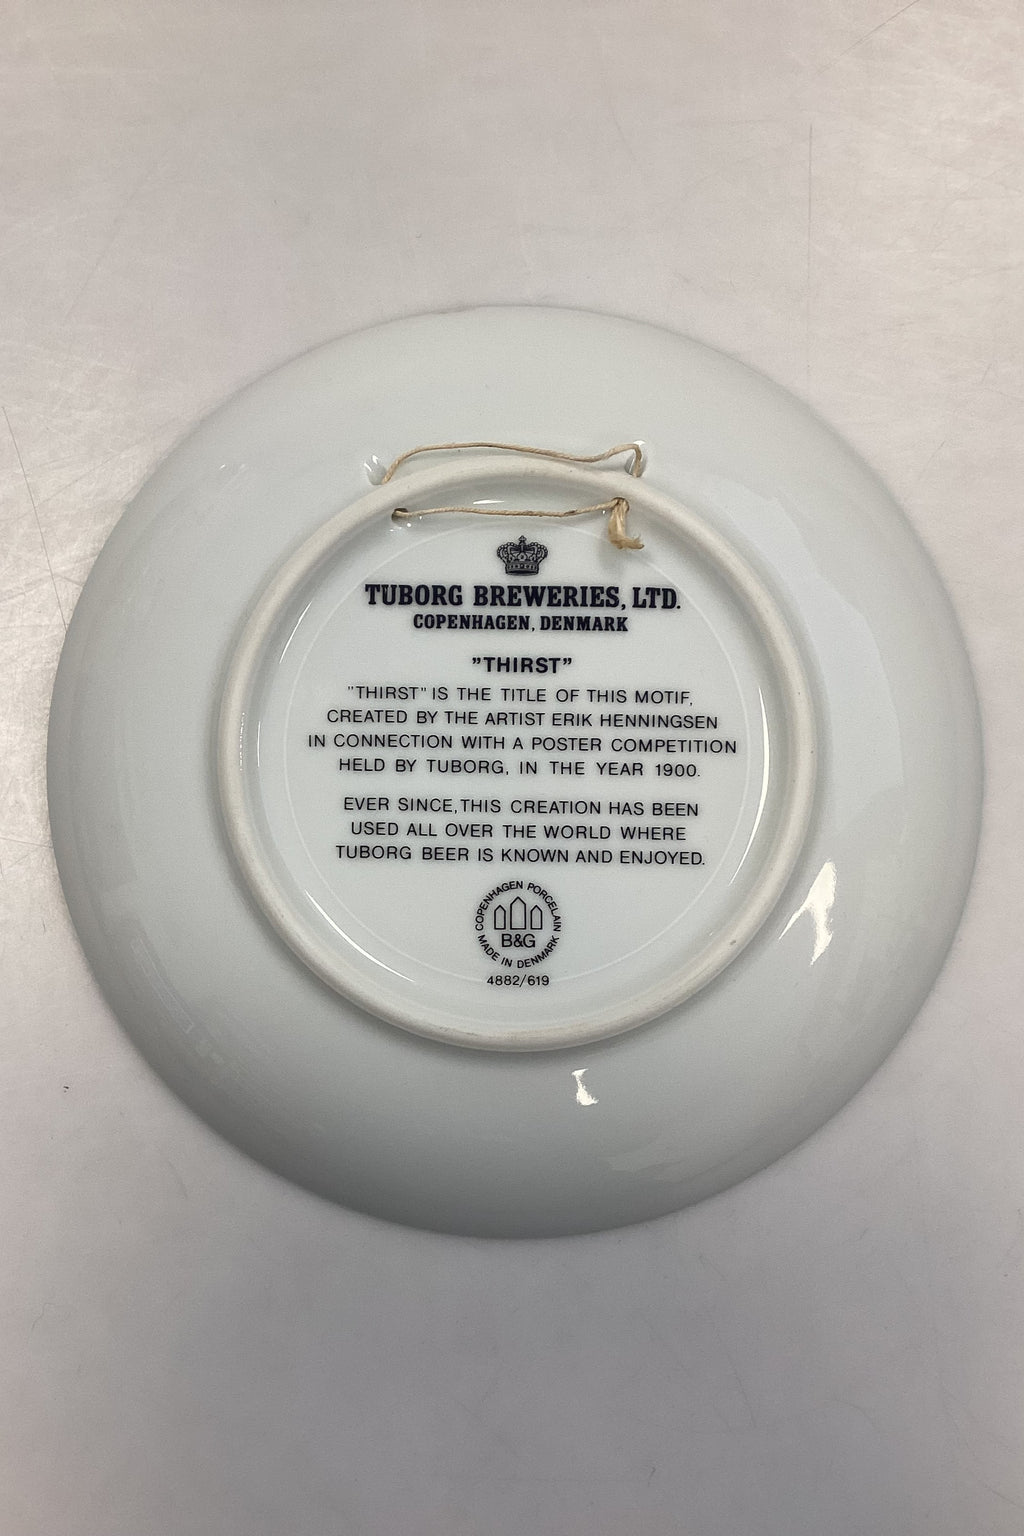 TUBORG BREWERIES, LTD.
COPENHAGEN, DENMARK
”THIRST”
”THIRST” IS THE TITLE OF THIS MOTIF,
CREATED BY THE ARTIST ERIK HENNINGSEN
IN CONNECTION WITH A POSTER COMPETITION
HELD BY TUBORG, IN THE YEAR 1900.
EVER SINCE, THIS CREATION HAS BEEN
USED ALL OVER THE WORLD WHERE
TUBORG BEER IS KNOWN AND ENJOYED.
COPENHAGEN PORCELAIN
B&G
MADE IN DENMARK
4882/619